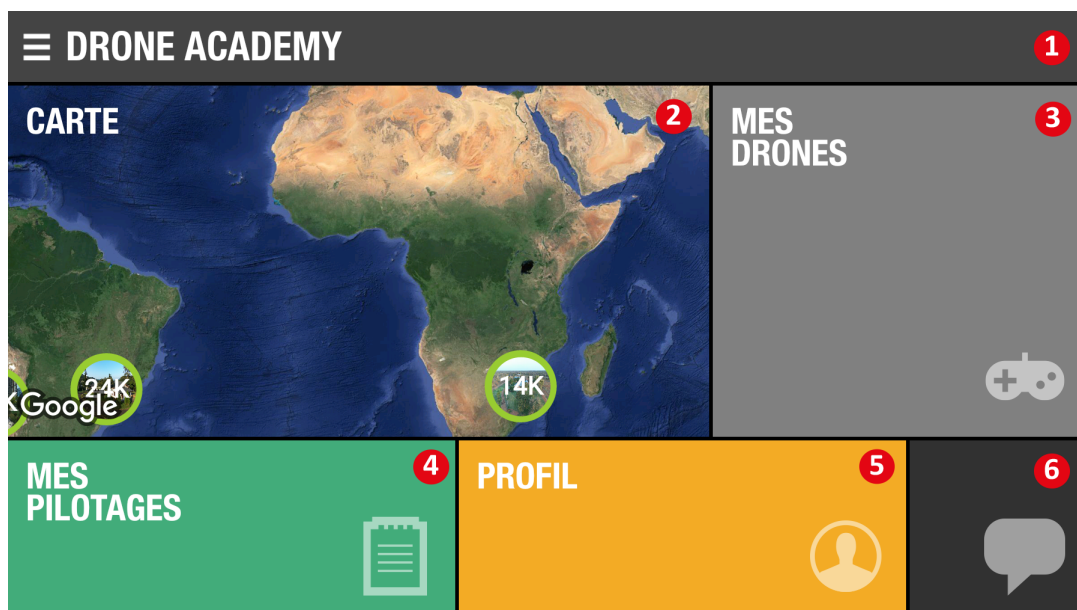 DRONE ACADEMY
1
CARTE
2
MES
DRONES
3
24K
14K
Google
MES
PILOTAGES
4
PROFIL
5
6